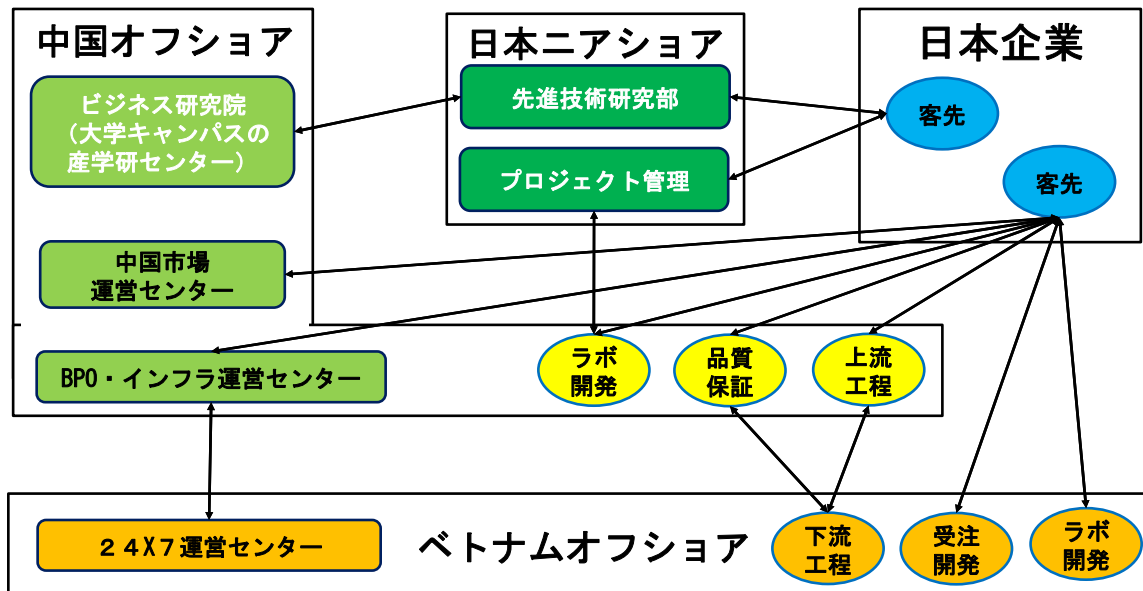 中国オフショア
ビジネス研究院
（大学キャンパスの
産学研センター）
中国市場
運営センター
日本ニアショア
先進技術研究部
プロジェクト管理
日本企業
客先
客先
BPO・インフラ運営センター
ラボ
開発
品質
保証
上流
工程
２４X７運営センター
ベトナムオフショア
下流
工程
受注
開発
ラボ
開発